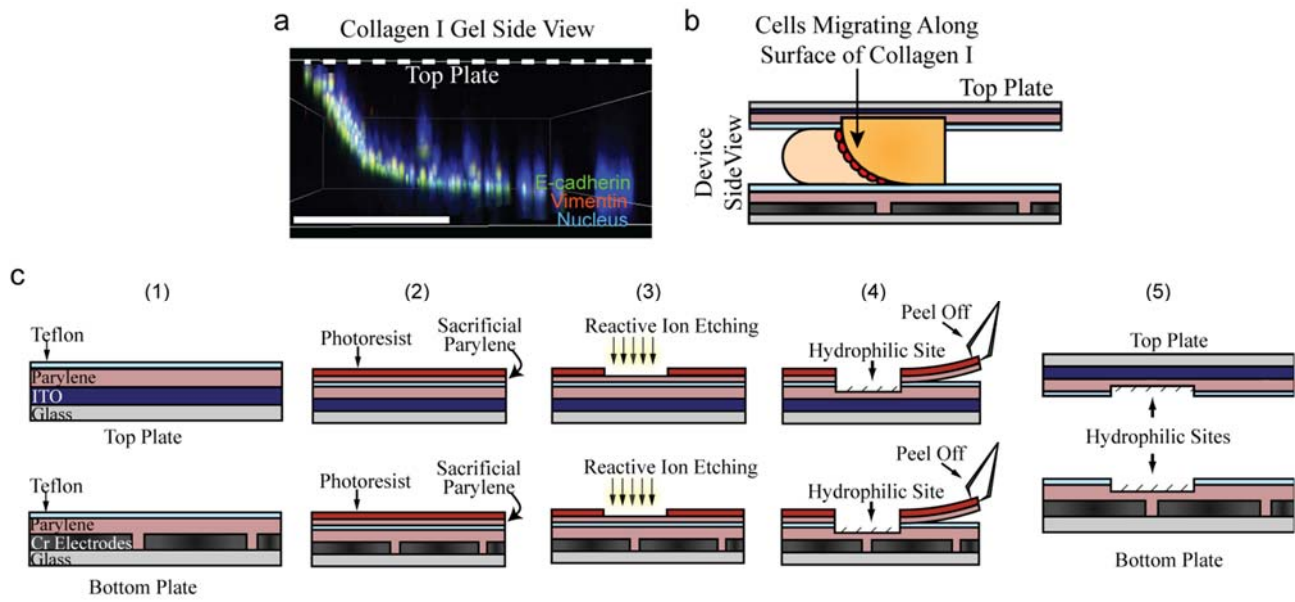 a
Collagen I Gel Side View
Top Plate
E-cadherin
Vimentin
Nucleus
b
Cells Migrating Along
Surface of Collagen I
Top Plate
Device
Side View
c
(1)
(2)
(3)
(4)
(5)
Teflon
Parylene
ITO
Glass
Top Plate
Photoresist
Sacrificial
Parylene
Reactive Ion Etching
Peel Off
Hydrophilic Site
Top Plate
Hydrophilic Sites
Bottom Plate
Teflon
Parylene
Cr Electrodes
Glass
Bottom Plate
Photoresist
Sacrificial
Parylene
Reactive Ion Etching
Peel Off
Hydrophilic Site